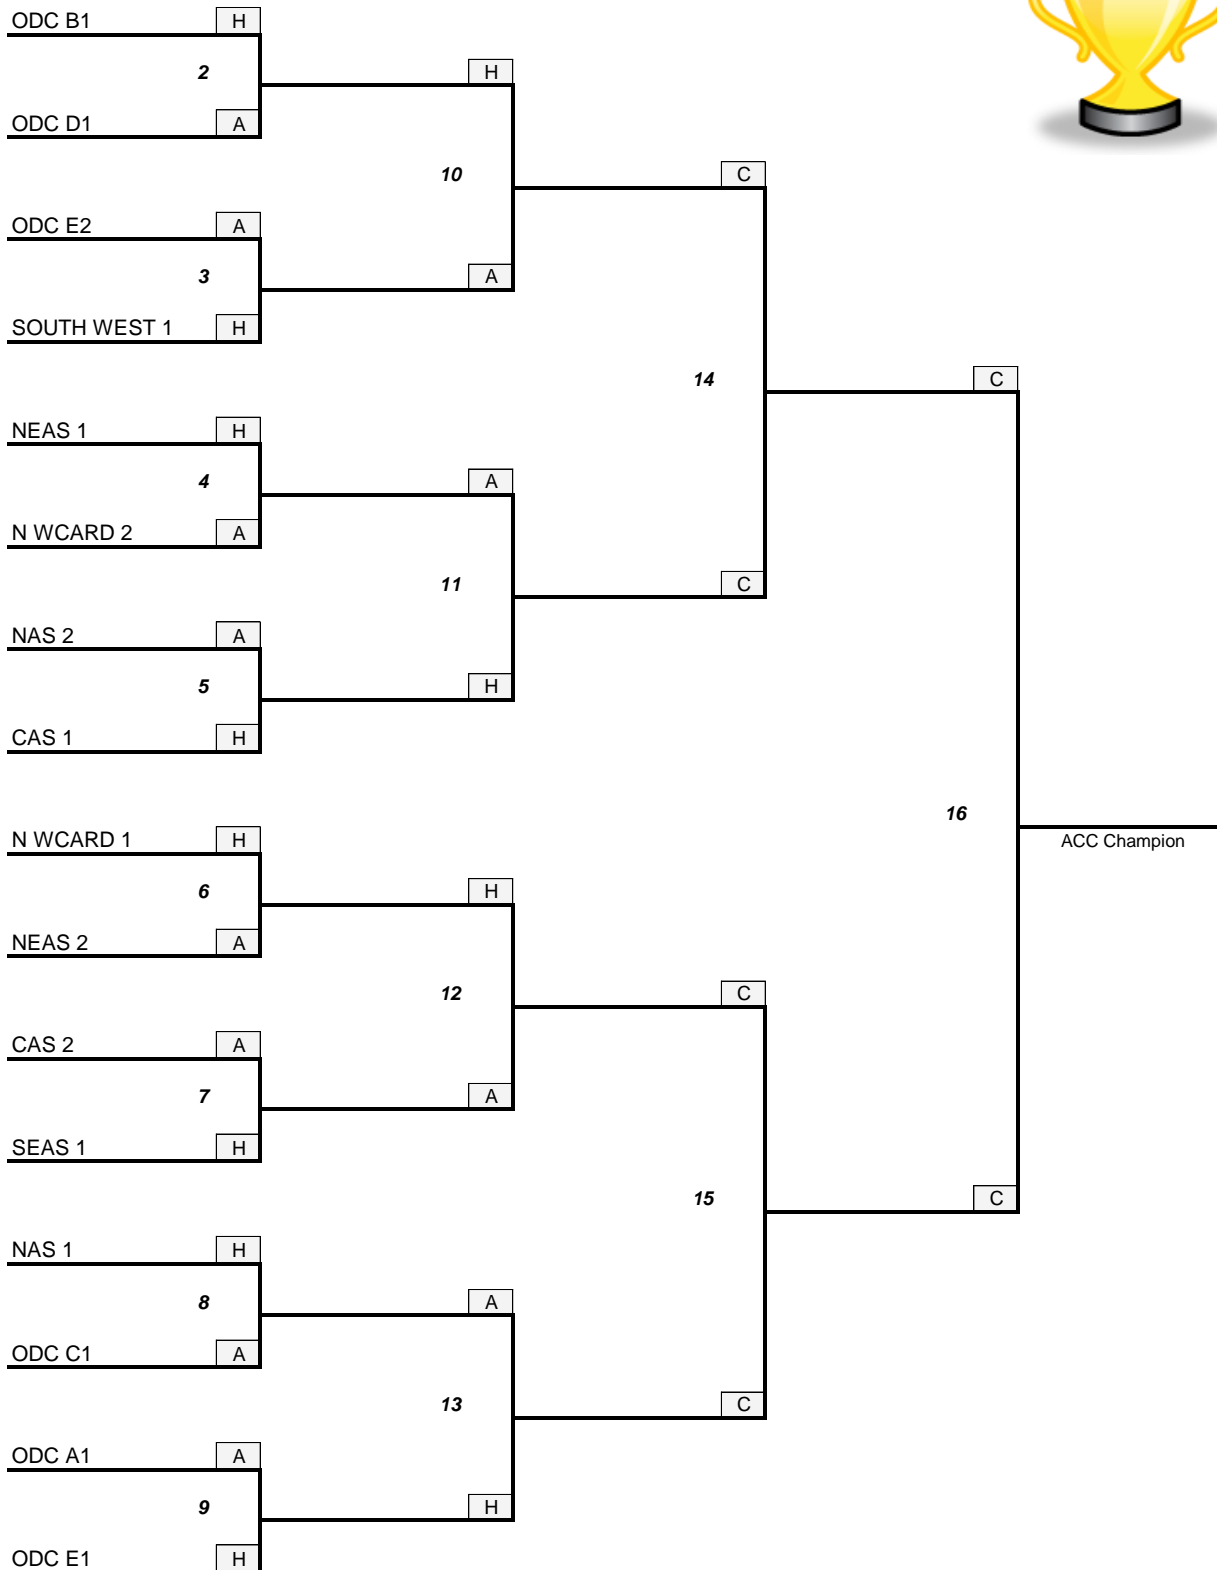 ODC B1 H
2 H
ODC D1 A
10 C
ODC E2 A
3 A
SOUTH WEST 1 H
14 C
NEAS 1 H
4 A
N WCARD 2 A
11 C
NAS 2 A
5 H
CAS 1 H
16
N WCARD 1 H
ACC Champion
6 H
NEAS 2 A
12 C
CAS 2 A
7 A
SEAS 1 H
15 C
NAS 1 H
8 A
ODC C1 A
13 C
ODC A1 A
9 H
ODC E1 H